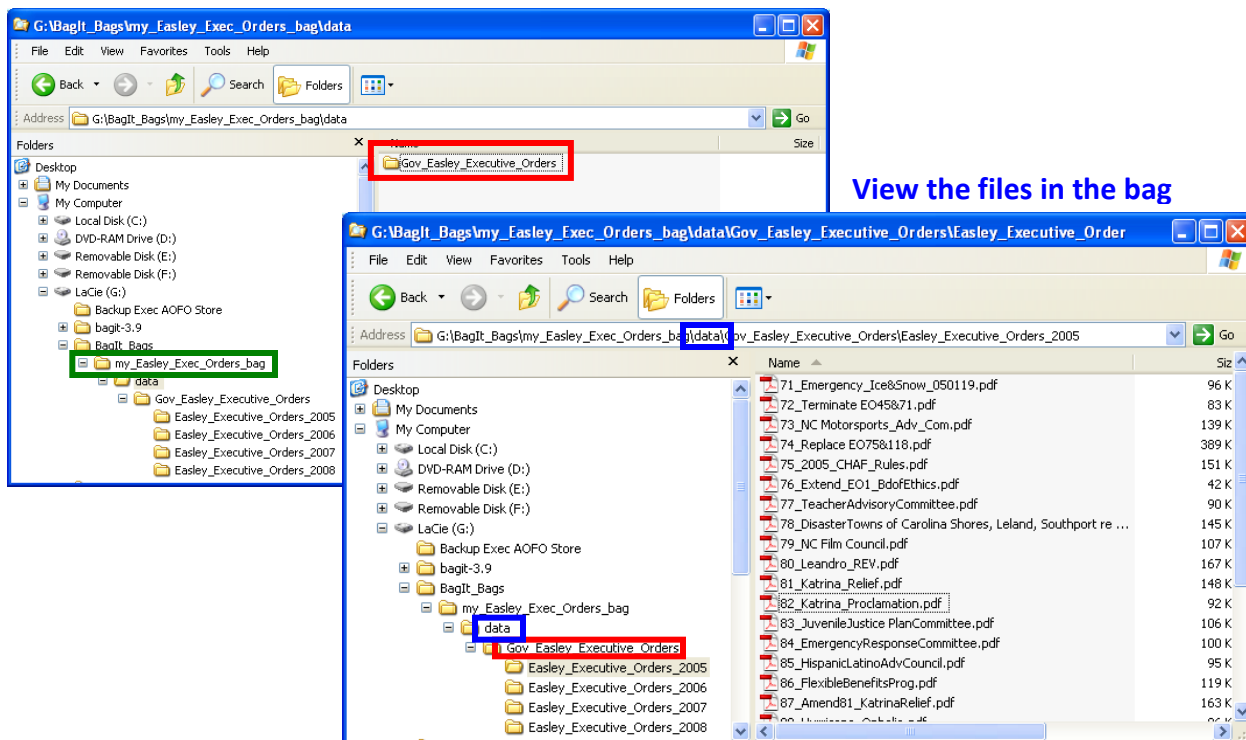 G:\BagIt_Bags\my_Easley_Exec_Orders_bag\data
File Edit View Favorites Tools Help
Back Search Folders
Address G:\BagIt_Bags\my_Easley_Exec_Orders_bag\data Go
Folders
Name Size
Gov_Easley_Executive_Orders
Desktop
My Documents
My Computer
Local Disk (C:)
DVD-RAM Drive (D:)
Removable Disk (E:)
Removable Disk (F:)
LaCie (G:)
Backup Exec AOFO Store
bagit-3.9
BagIt_Bags
my_Easley_Exec_Orders_bag
data
Gov_Easley_Executive_Orders
Easley_Executive_Orders_2005
Easley_Executive_Orders_2006
Easley_Executive_Orders_2007
Easley_Executive_Orders_2008
View the files in the bag
G:\BagIt_Bags\my_Easley_Exec_Orders_bag\data\Gov_Easley_Executive_Orders\Easley_Executive_Order
File Edit View Favorites Tools Help
Back Search Folders
Address G:\BagIt_Bags\my_Easley_Exec_Orders_bag\data\Gov_Easley_Executive_Orders\Easley_Executive_Orders_2005 Go
Folders
Desktop
My Documents
My Computer
Local Disk (C:)
DVD-RAM Drive (D:)
Removable Disk (E:)
Removable Disk (F:)
LaCie (G:)
Backup Exec AOFO Store
bagit-3.9
BagIt_Bags
my_Easley_Exec_Orders_bag
data
Gov_Easley_Executive_Orders
Easley_Executive_Orders_2005
Easley_Executive_Orders_2006
Easley_Executive_Orders_2007
Easley_Executive_Orders_2008
Name Siz
71_Emergency_Ice&Snow_050119.pdf 96 K
72_Terminate EO45&71.pdf 83 K
73_NC Motorsports_Adv_Com.pdf 139 K
74_Replace EO75&118.pdf 389 K
75_2005_CHAF_Rules.pdf 151 K
76_Extend_EO1_BdofEthics.pdf 42 K
77_TeacherAdvisoryCommittee.pdf 90 K
78_DisasterTowns of Carolina Shores, Leland, Southport re ... 145 K
79_NC Film Council.pdf 107 K
80_Leandro_REV.pdf 167 K
81_Katrina_Relief.pdf 148 K
82_Katrina_Proclamation.pdf 92 K
83_JuvenileJustice PlanCommittee.pdf 106 K
84_EmergencyResponseCommittee.pdf 100 K
85_HispanicLatinoAdvCouncil.pdf 95 K
86_FlexibleBenefitsProg.pdf 119 K
87_Amend81_KatrinaRelief.pdf 163 K